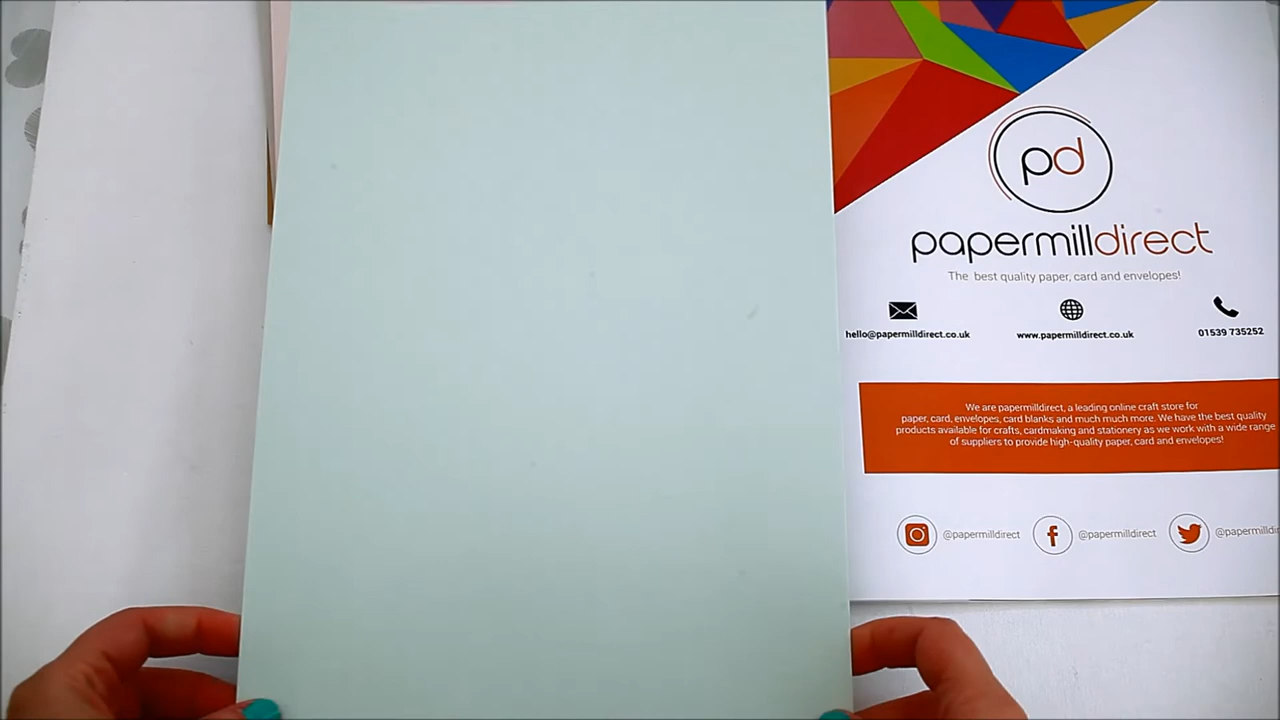 pd
papermilldirect
The best quality paper, card and envelopes!
hello@papermilldirect.co.uk www.papermilldirect.co.uk 01539 735252
We are papermilldirect, a leading online craft store for
paper, card, envelopes, card blanks and much much more. We have the best quality
products available for crafts, cardmaking and stationery as we work with a wide range
of suppliers to provide high-quality paper, card and envelopes!
@papermilldirect @papermilldirect @papermilldi